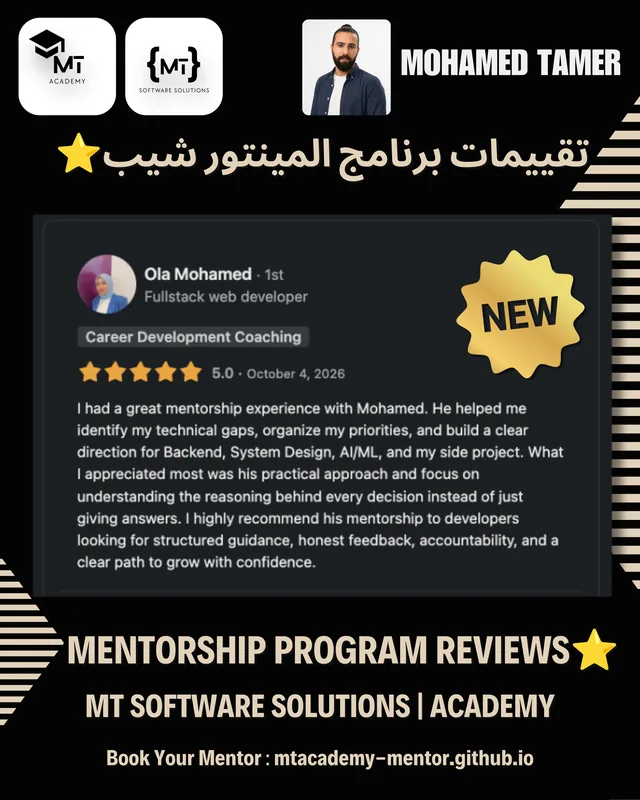 MT
ACADEMY
{MT}
SOFTWARE SOLUTIONS
MOHAMED TAMER
تقييمات برنامج المينتور شيب
Ola Mohamed · 1st
Fullstack web developer
Career Development Coaching
NEW
5.0 · October 4, 2026
I had a great mentorship experience with Mohamed. He helped me
identify my technical gaps, organize my priorities, and build a clear
direction for Backend, System Design, AI/ML, and my side project. What
I appreciated most was his practical approach and focus on
understanding the reasoning behind every decision instead of just
giving answers. I highly recommend his mentorship to developers
looking for structured guidance, honest feedback, accountability, and a
clear path to grow with confidence.
MENTORSHIP PROGRAM REVIEWS
MT SOFTWARE SOLUTIONS | ACADEMY
Book Your Mentor : mtacademy-mentor.github.io